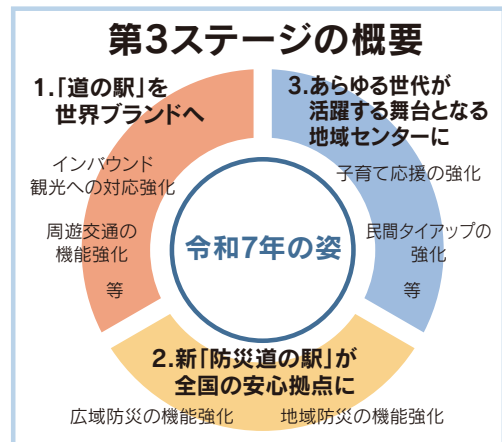 第3ステージの概要
1.「道の駅」を
世界ブランドへ
インバウンド
観光への対応強化
周遊交通の
機能強化
等
3.あらゆる世代が
活躍する舞台となる
地域センターに
子育て応援の強化
民間タイアップの
強化
等
令和7年の姿
2.新「防災道の駅」が
全国の安心拠点に
広域防災の機能強化
地域防災の機能強化